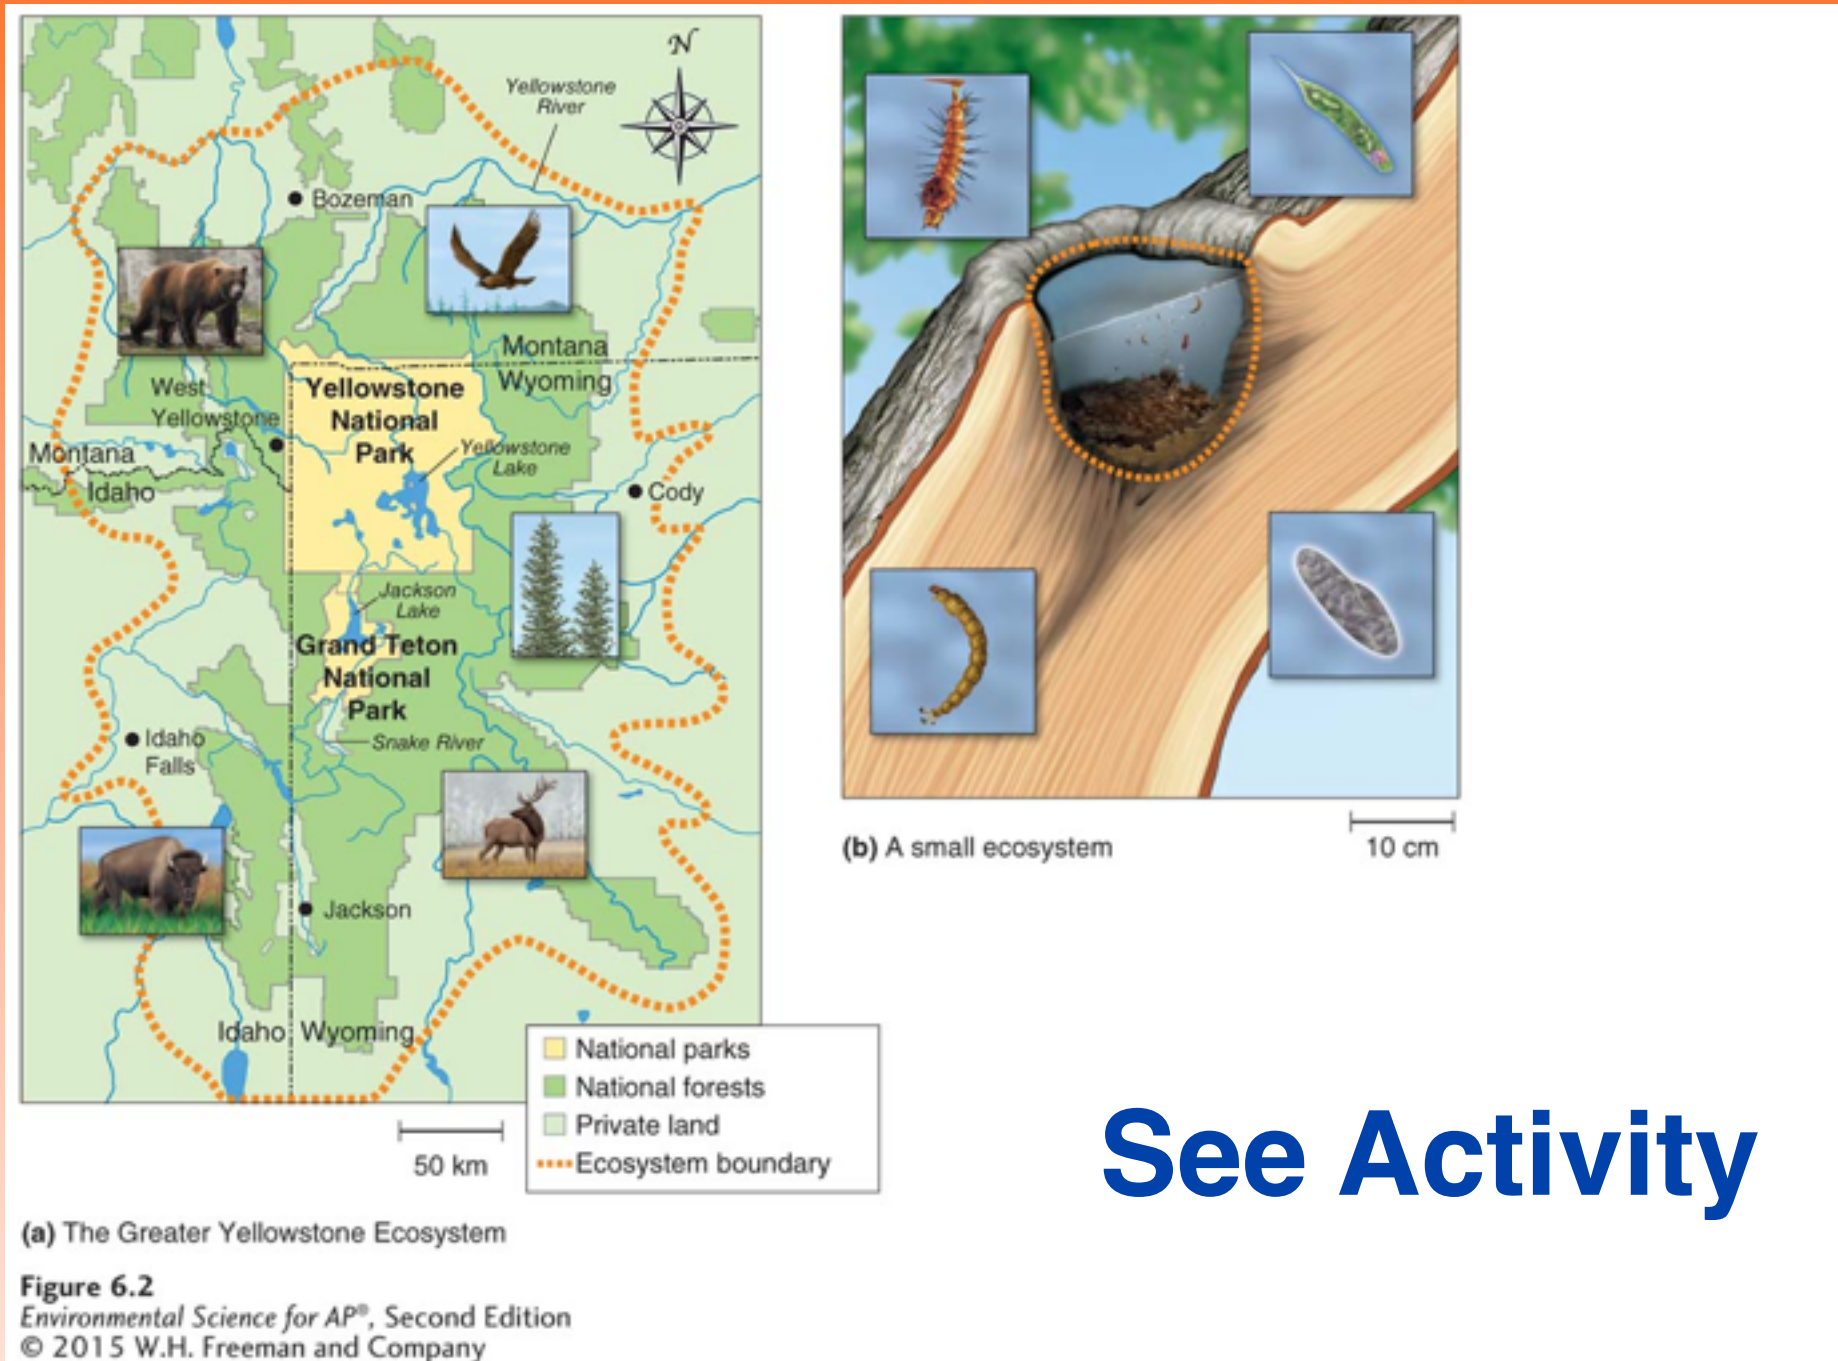 N
Yellowstone
River
Bozeman
Montana
Wyoming
West
Yellowstone
Yellowstone
National
Park
Yellowstone
Lake
Montana
Idaho
Cody
Jackson
Lake
Grand Teton
National
Park
Snake River
Idaho
Falls
Jackson
Idaho Wyoming
National parks
National forests
Private land
Ecosystem boundary
50 km
(a) The Greater Yellowstone Ecosystem
(b) A small ecosystem
10 cm
See Activity
Figure 6.2
Environmental Science for AP®, Second Edition
© 2015 W.H. Freeman and Company